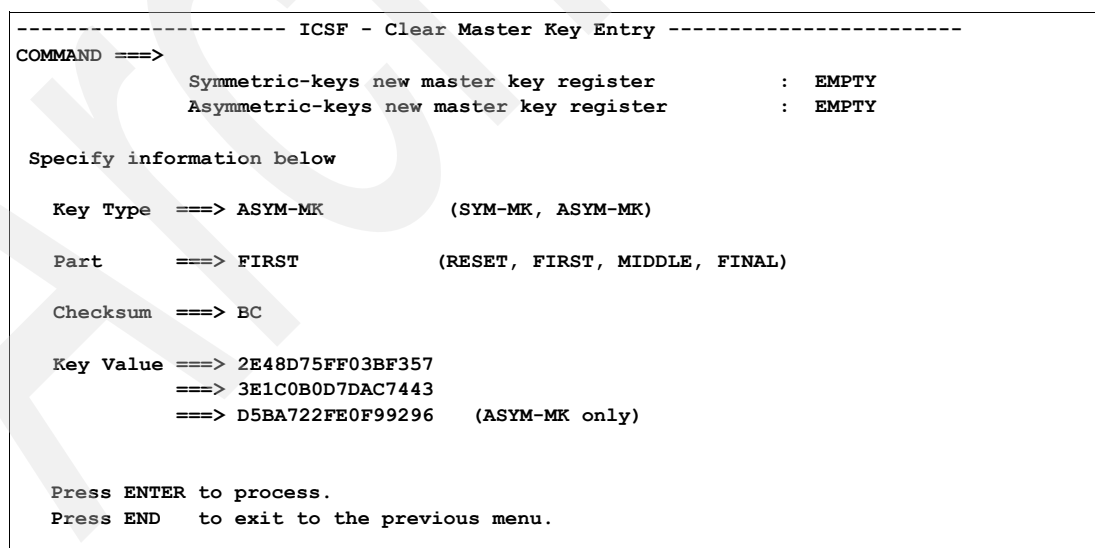 ---------------------- ICSF - Clear Master Key Entry ------------------------
COMMAND ===>
Symmetric-keys new master key register : EMPTY
Asymmetric-keys new master key register : EMPTY
Specify information below
Key Type ===> ASYM-MK (SYM-MK, ASYM-MK)
Part ===> FIRST (RESET, FIRST, MIDDLE, FINAL)
Checksum ===> BC
Key Value ===> 2E48D75FF03BF357
===> 3E1C0B0D7DAC7443
===> D5BA722FE0F99296 (ASYM-MK only)
Press ENTER to process.
Press END to exit to the previous menu.